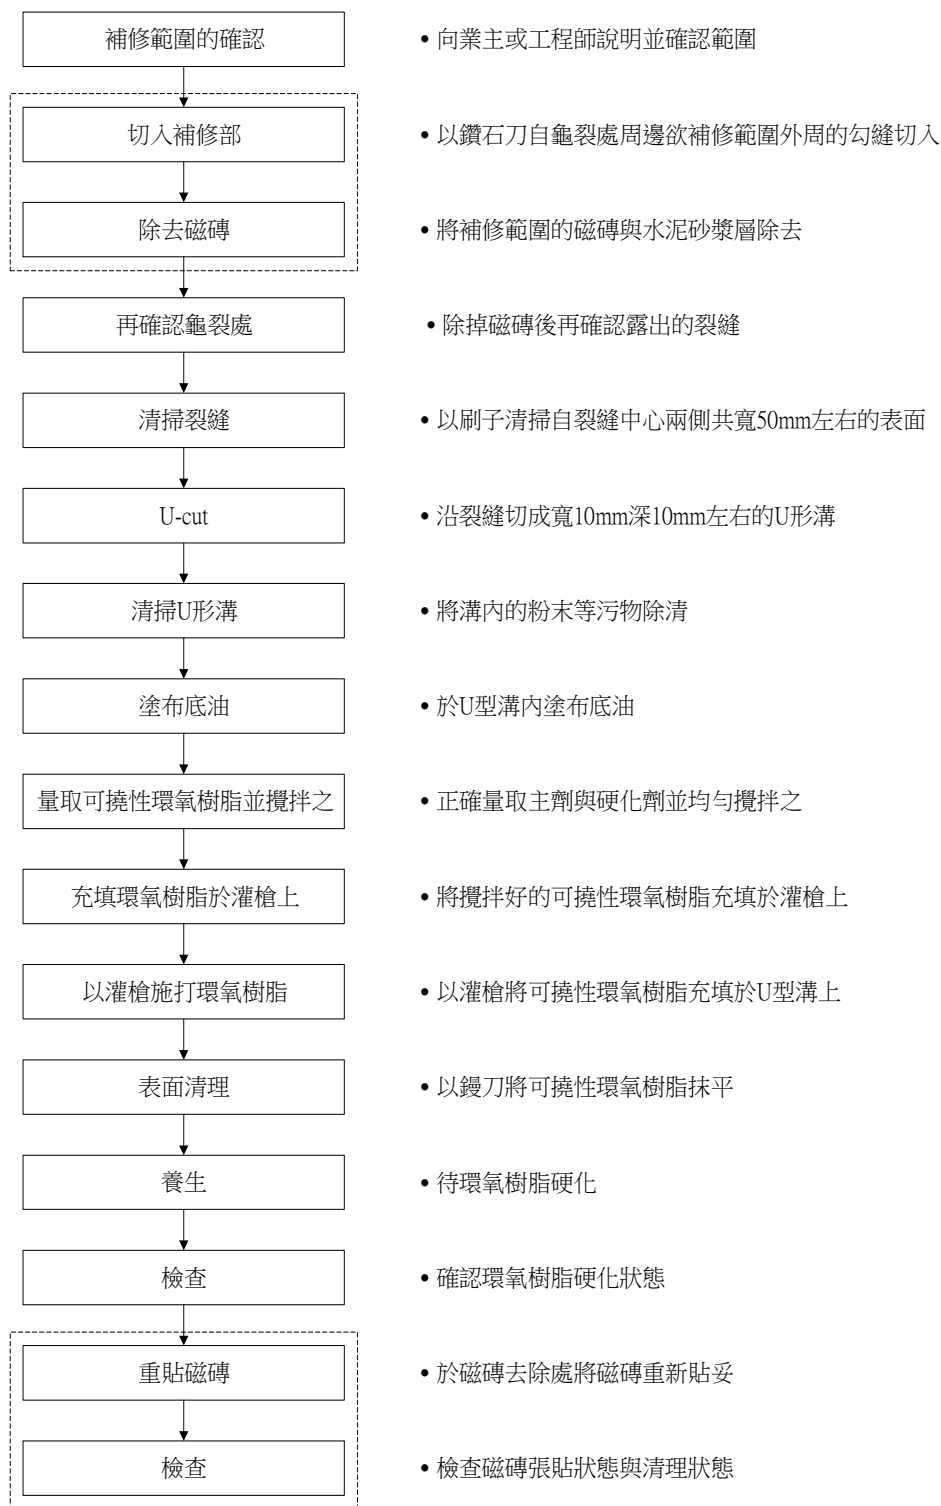 補修範圍的確認
•向業主或工程師說明並確認範圍
切入補修部
•以鑽石刀自龜裂處周邊欲補修範圍外周的勾縫切入
除去磁磚
•將補修範圍的磁磚與水泥砂漿層除去
再確認龜裂處
•除掉磁磚後再確認露出的裂縫
清掃裂縫
•以刷子清掃自裂縫中心兩側共寬50mm左右的表面
U-cut
•沿裂縫切成寬10mm深10mm左右的U形溝
清掃U形溝
•將溝內的粉末等污物除清
塗布底油
•於U型溝內塗布底油
量取可撓性環氧樹脂並攪拌之
•正確量取主劑與硬化劑並均勻攪拌之
充填環氧樹脂於灌槍上
•將攪拌好的可撓性環氧樹脂充填於灌槍上
以灌槍施打環氧樹脂
•以灌槍將可撓性環氧樹脂充填於U型溝上
表面清理
•以鏝刀將可撓性環氧樹脂抹平
養生
•待環氧樹脂硬化
檢查
•確認環氧樹脂硬化狀態
重貼磁磚
•於磁磚去除處將磁磚重新貼妥
檢查
•檢查磁磚張貼狀態與清理狀態